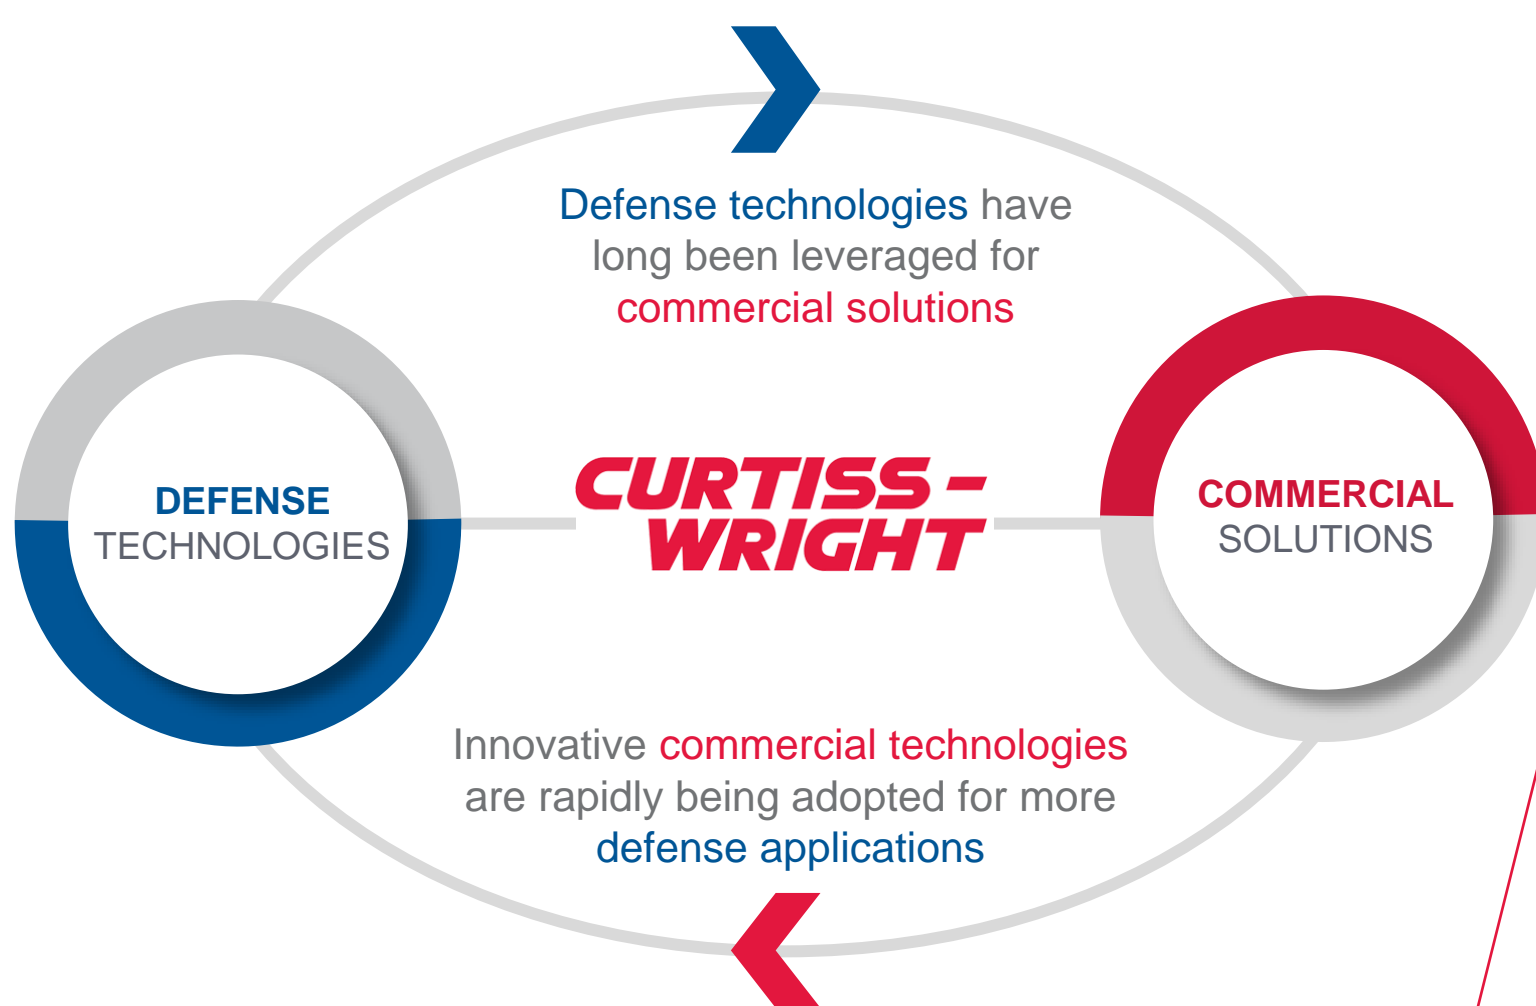 Defense technologies have
long been leveraged for
commercial solutions
DEFENSE
TECHNOLOGIES
CURTISS -
WRIGHT
COMMERCIAL
SOLUTIONS
Innovative commercial technologies
are rapidly being adopted for more
defense applications